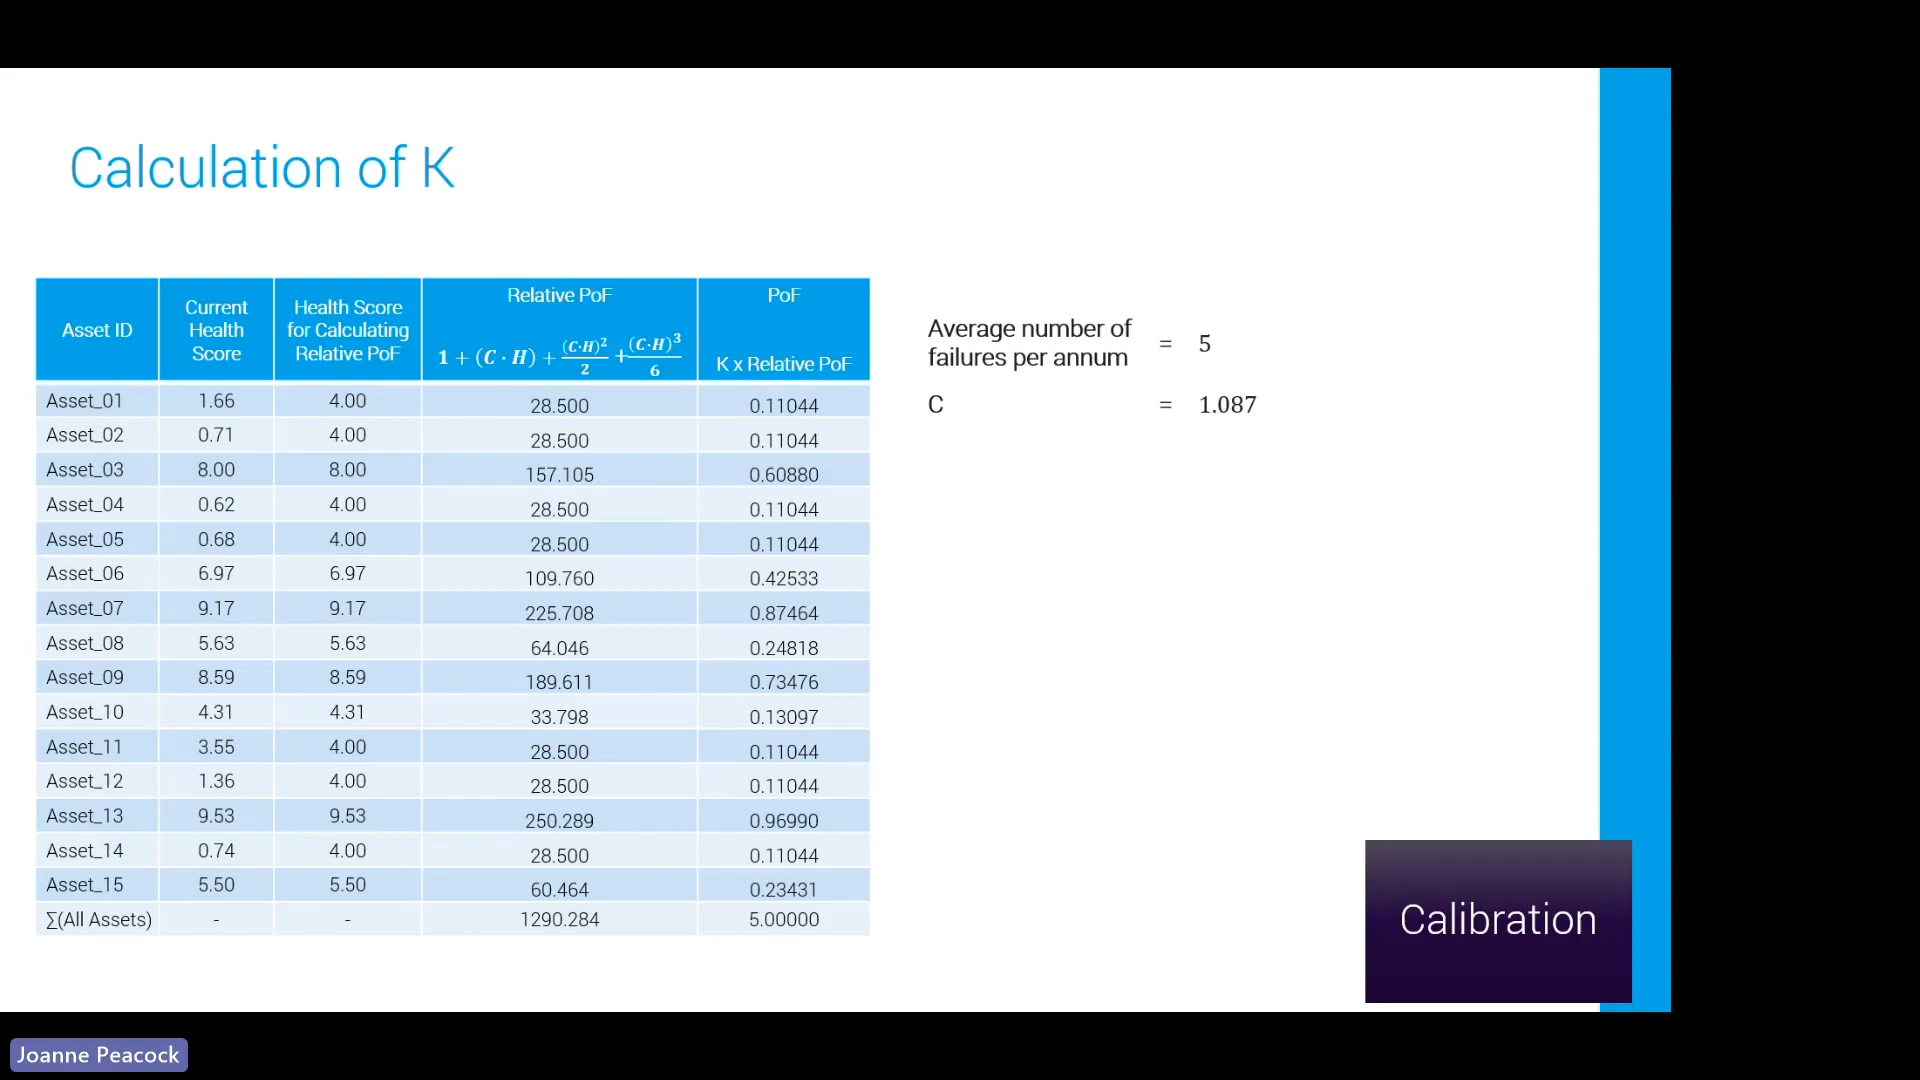 Calculation of K
Asset ID Current Health Score Health Score for Calculating Relative PoF Relative PoF 1 + (C · H) + (C·H)²/2 + (C·H)³/6 PoF K x Relative PoF
Asset_01 1.66 4.00 28.500 0.11044
Asset_02 0.71 4.00 28.500 0.11044
Asset_03 8.00 8.00 157.105 0.60880
Asset_04 0.62 4.00 28.500 0.11044
Asset_05 0.68 4.00 28.500 0.11044
Asset_06 6.97 6.97 109.760 0.42533
Asset_07 9.17 9.17 225.708 0.87464
Asset_08 5.63 5.63 64.046 0.24818
Asset_09 8.59 8.59 189.611 0.73476
Asset_10 4.31 4.31 33.798 0.13097
Asset_11 3.55 4.00 28.500 0.11044
Asset_12 1.36 4.00 28.500 0.11044
Asset_13 9.53 9.53 250.289 0.96990
Asset_14 0.74 4.00 28.500 0.11044
Asset_15 5.50 5.50 60.464 0.23431
∑(All Assets) - - 1290.284 5.00000
Average number of
failures per annum = 5
C = 1.087
Calibration
Joanne Peacock